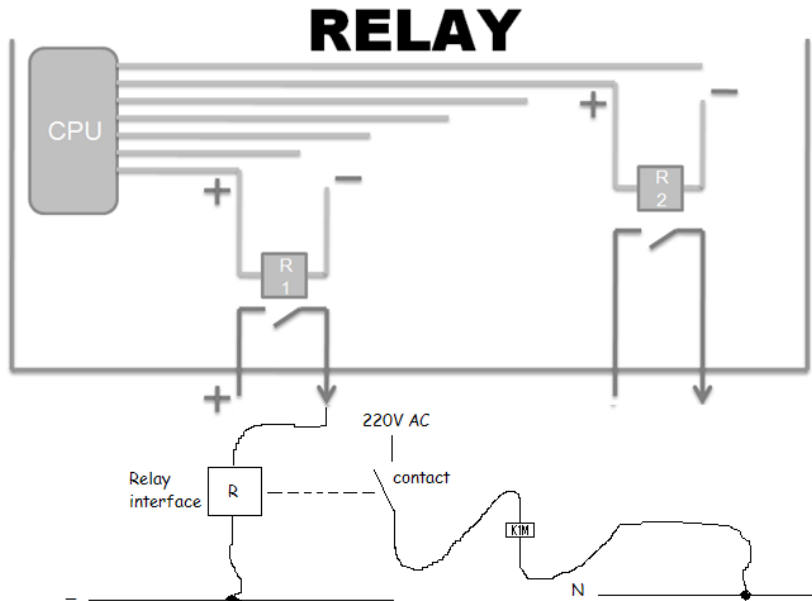 RELAY
CPU
+
-
R
2
+
-
R
1
+
220V AC
contact
Relay
interface
R
K1M
N
-